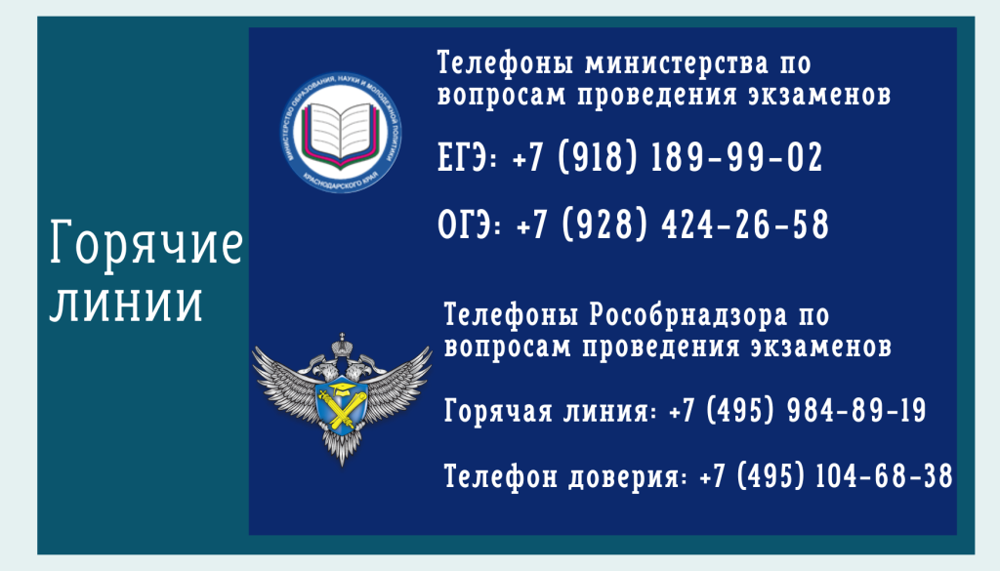 Горячие
линии
МИНИСТЕРСТВО ОБРАЗОВАНИЯ, НАУКИ И МОЛОДЕЖНОЙ ПОЛИТИКИ
КРАСНОДАРСКОГО КРАЯ
Телефоны министерства по
вопросам проведения экзаменов
ЕГЭ: +7 (918) 189-99-02
ОГЭ: +7 (928) 424-26-58
Телефоны Рособрнадзора по
вопросам проведения экзаменов
Горячая линия: +7 (495) 984-89-19
Телефон доверия: +7 (495) 104-68-38